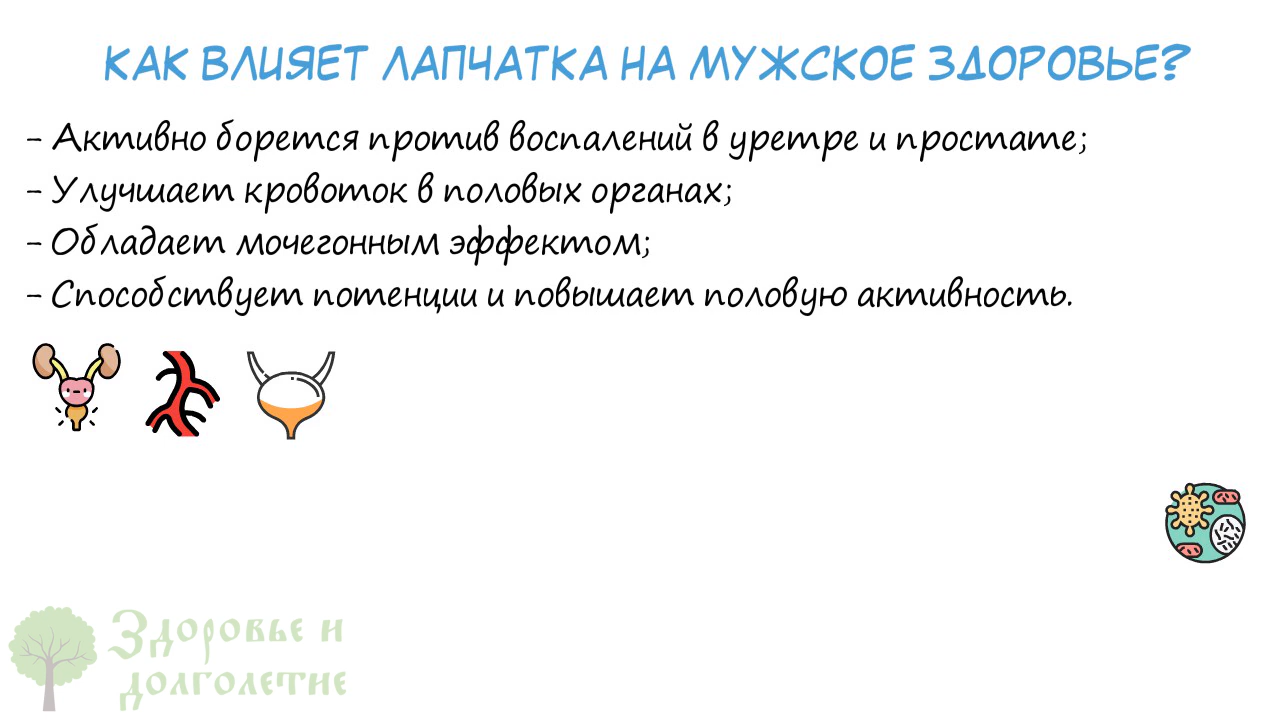 КАК ВЛИЯЕТ ЛАПЧАТКА НА МУЖСКОЕ ЗДОРОВЬЕ?
- Активно борется против воспалений в уретре и простате;
- Улучшает кровоток в половых органах;
- Обладает мочегонным эффектом;
- Способствует потенции и повышает половую активность.
Здоровье и
долголетие